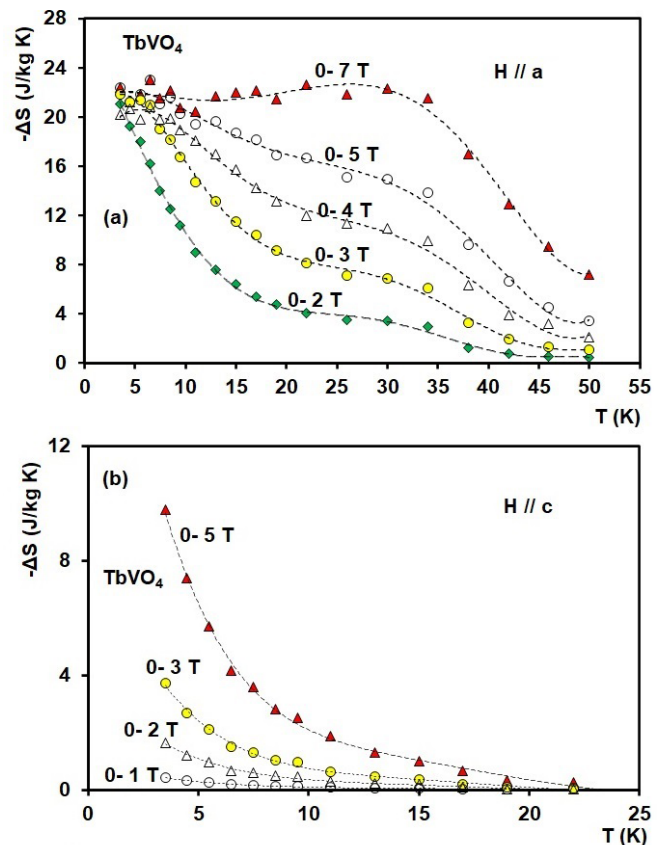 28
24
20
16
12
8
4
0
-ΔS (J/kg K)
TbVO₄
H // a
0- 7 T
0- 5 T
0- 4 T
0- 3 T
0- 2 T
(a)
0 5 10 15 20 25 30 35 40 45 50 55
T (K)
12
8
4
0
-ΔS (J/kg K)
(b)
H // c
0- 5 T
TbVO₄
0- 3 T
0- 2 T
0- 1 T
0 5 10 15 20 25
T (K)